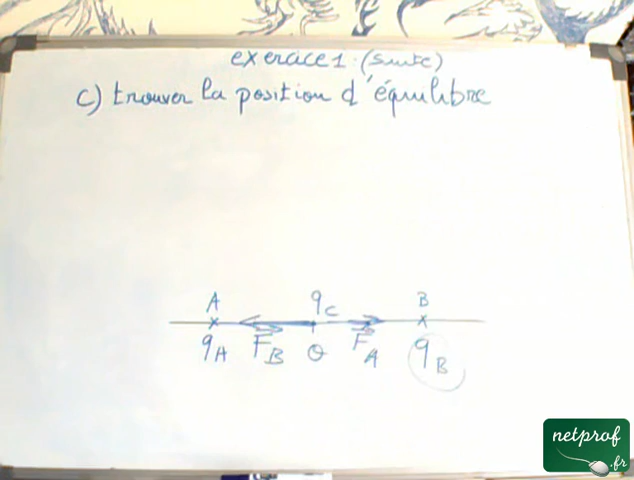 exercice 1. (suite)
c) trouver la position d'équilibre
A qC B
qA FB O FA qB
netprof
.fr